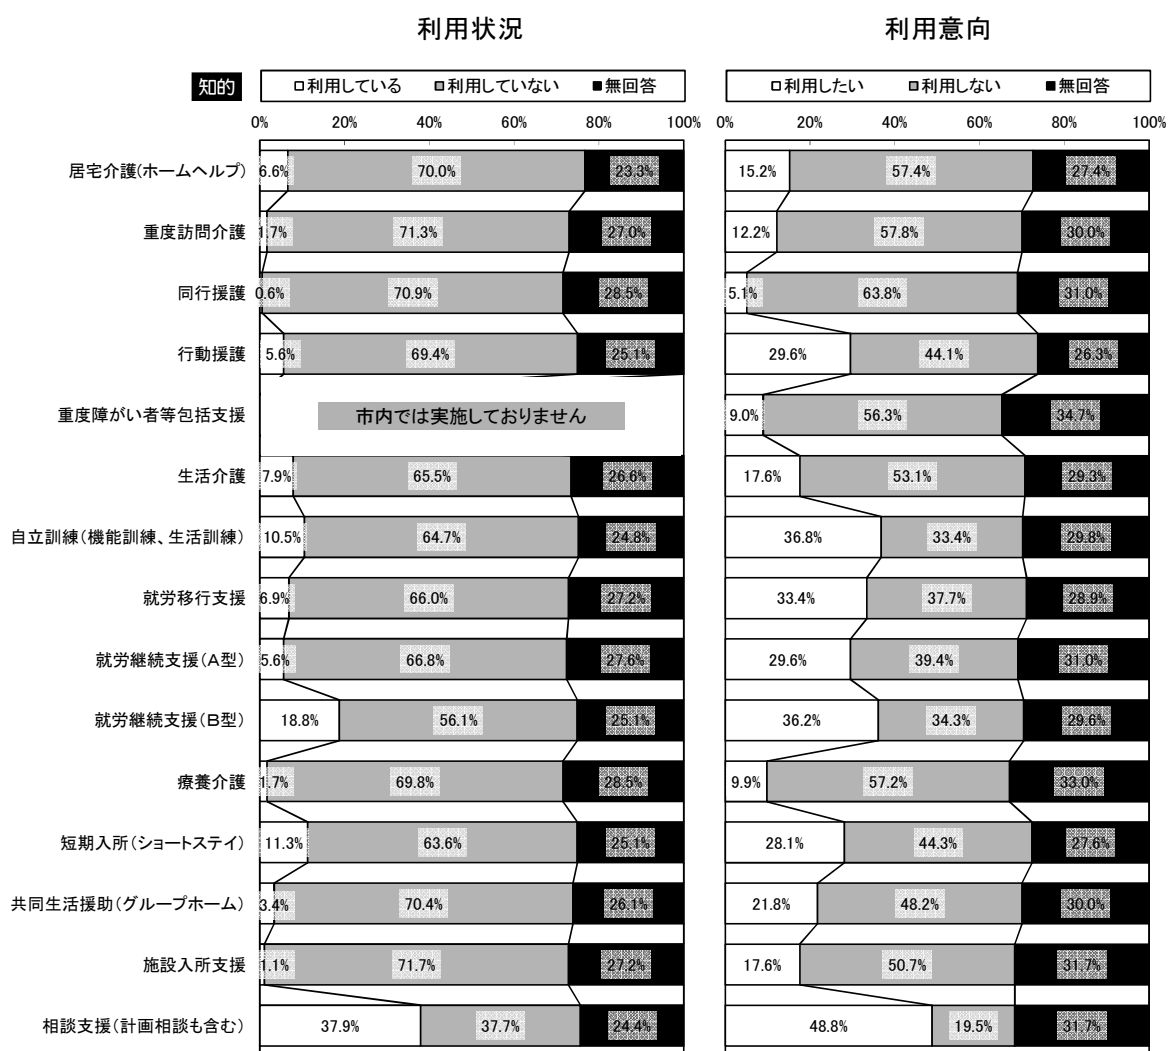 利用状況 利用意向
知的 □利用している ■利用していない ■無回答 □利用したい ■利用しない ■無回答
0% 20% 40% 60% 80% 100% 0% 20% 40% 60% 80% 100%
居宅介護(ホームヘルプ) 6.6% 70.0% 23.3% 15.2% 57.4% 27.4%
重度訪問介護 1.7% 71.3% 27.0% 12.2% 57.8% 30.0%
同行援護 0.6% 70.9% 28.5% 5.1% 63.8% 31.0%
行動援護 5.6% 69.4% 25.1% 29.6% 44.1% 26.3%
重度障がい者等包括支援 市内では実施しておりません 9.0% 56.3% 34.7%
生活介護 7.9% 65.5% 26.6% 17.6% 53.1% 29.3%
自立訓練(機能訓練、生活訓練) 10.5% 64.7% 24.8% 36.8% 33.4% 29.8%
就労移行支援 6.9% 66.0% 27.2% 33.4% 37.7% 28.9%
就労継続支援(A型) 5.6% 66.8% 27.6% 29.6% 39.4% 31.0%
就労継続支援(B型) 18.8% 56.1% 25.1% 36.2% 34.3% 29.6%
療養介護 1.7% 69.8% 28.5% 9.9% 57.2% 33.0%
短期入所(ショートステイ) 11.3% 63.6% 25.1% 28.1% 44.3% 27.6%
共同生活援助(グループホーム) 3.4% 70.4% 26.1% 21.8% 48.2% 30.0%
施設入所支援 1.1% 71.7% 27.2% 17.6% 50.7% 31.7%
相談支援(計画相談も含む) 37.9% 37.7% 24.4% 48.8% 19.5% 31.7%